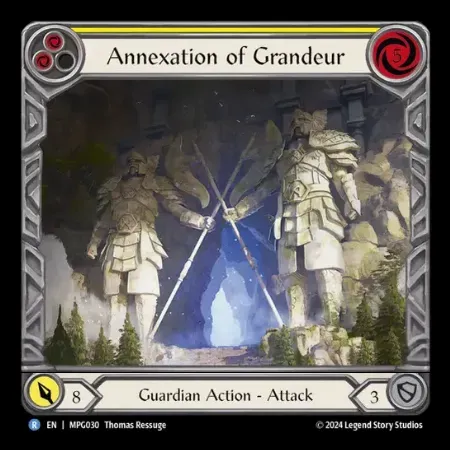 Annexation of Grandeur
5
8
Guardian Action - Attack
3
R EN | MPG030 Thomas Ressuge
© 2024 Legend Story Studios